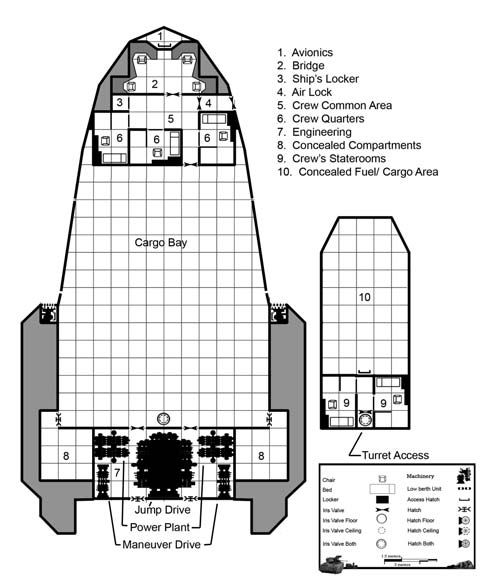 1
1. Avionics
2. Bridge
3. Ship's Locker
4. Air Lock
5. Crew Common Area
6. Crew Quarters
7. Engineering
8. Concealed Compartments
9. Crew's Staterooms
10. Concealed Fuel/ Cargo Area
2
3
4
5
6
6
6
Cargo Bay
10
9
9
8
7
8
Turret Access
Jump Drive
Power Plant
Maneuver Drive
Chair
Machinery
Bed
Low berth Unit
Locker
Access Hatch
Iris Valve
Hatch
Iris Valve Floor
Hatch Floor
Iris Valve Ceiling
Hatch Ceiling
Iris Valve Both
Hatch Both
1.5 meters
3 meters